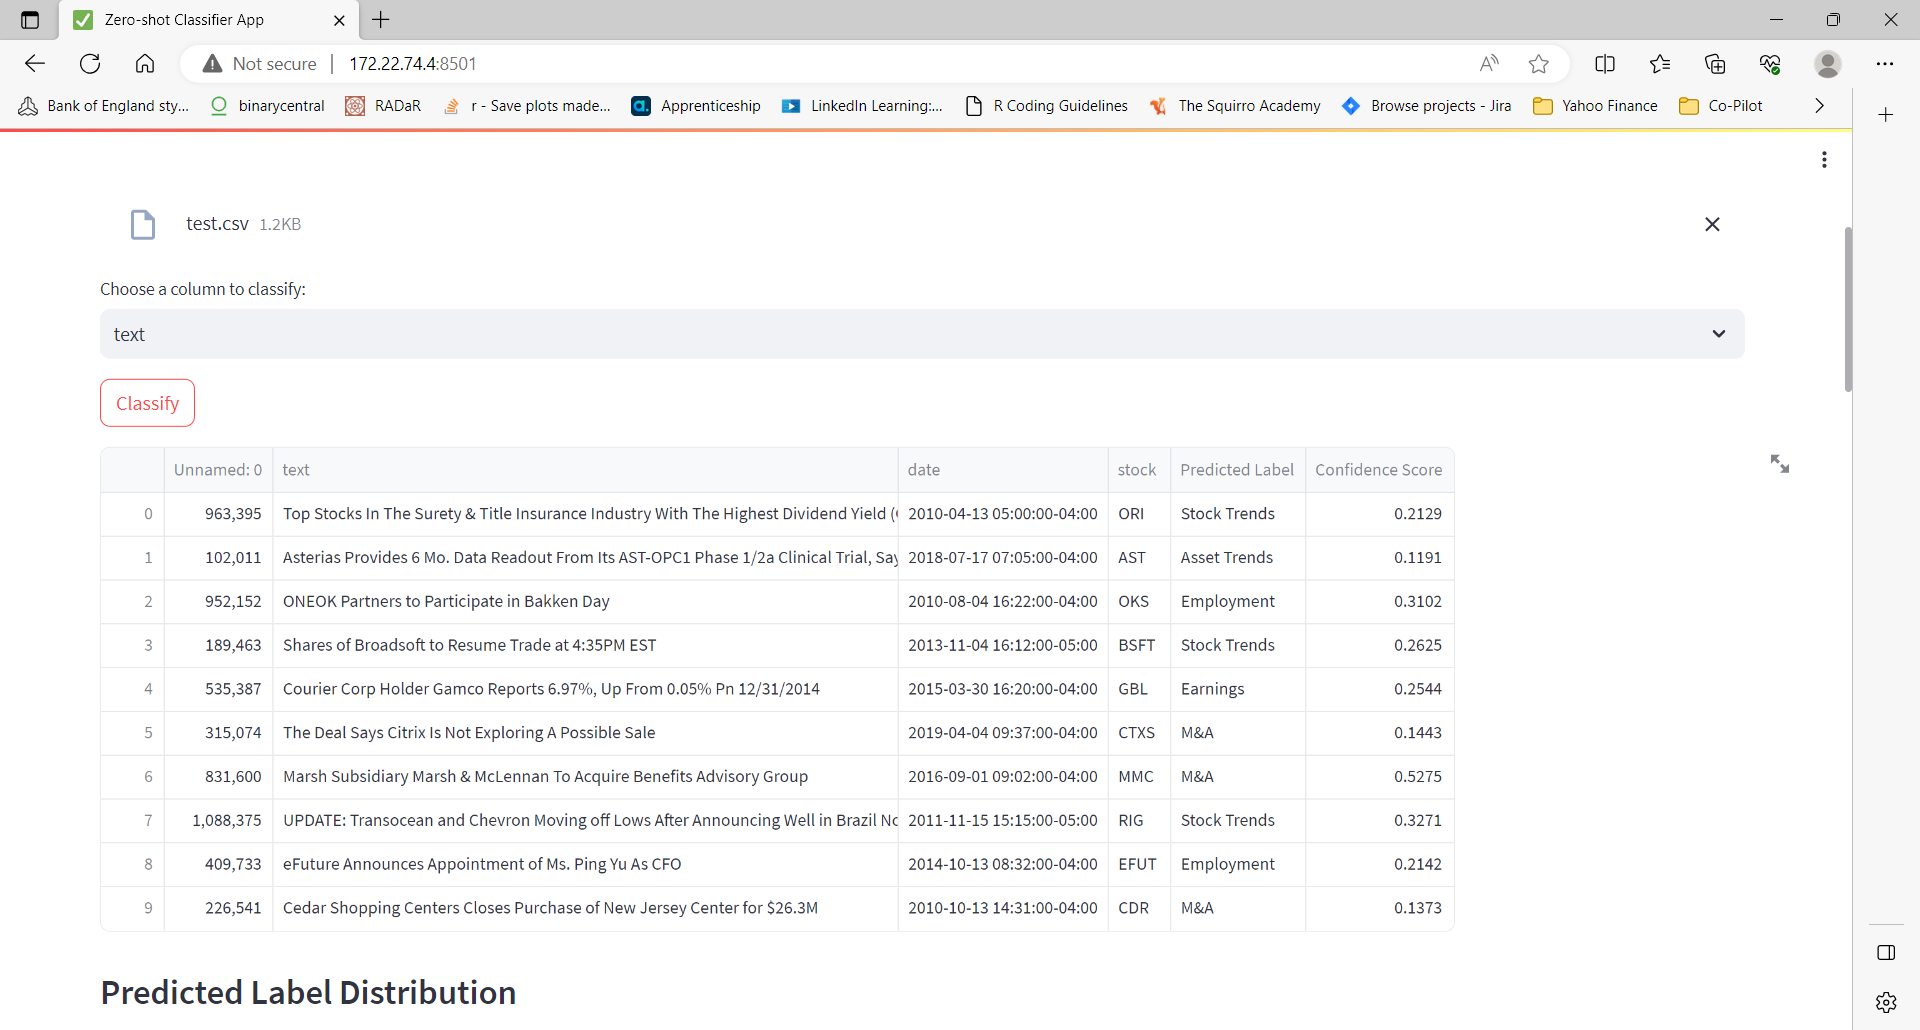 Zero-shot Classifier App
Not secure 172.22.74.4:8501
Bank of England sty... binarycentral RADaR r - Save plots made... Apprenticeship LinkedIn Learning:... R Coding Guidelines The Squirro Academy Browse projects - Jira Yahoo Finance Co-Pilot
test.csv 1.2KB
Choose a column to classify:
text
Classify
Unnamed: 0 text date stock Predicted Label Confidence Score
0 963,395 Top Stocks In The Surety & Title Insurance Industry With The Highest Dividend Yield ( 2010-04-13 05:00:00-04:00 ORI Stock Trends 0.2129
1 102,011 Asterias Provides 6 Mo. Data Readout From Its AST-OPC1 Phase 1/2a Clinical Trial, Say 2018-07-17 07:05:00-04:00 AST Asset Trends 0.1191
2 952,152 ONEOK Partners to Participate in Bakken Day 2010-08-04 16:22:00-04:00 OKS Employment 0.3102
3 189,463 Shares of Broadsoft to Resume Trade at 4:35PM EST 2013-11-04 16:12:00-05:00 BSFT Stock Trends 0.2625
4 535,387 Courier Corp Holder Gamco Reports 6.97%, Up From 0.05% Pn 12/31/2014 2015-03-30 16:20:00-04:00 GBL Earnings 0.2544
5 315,074 The Deal Says Citrix Is Not Exploring A Possible Sale 2019-04-04 09:37:00-04:00 CTXS M&A 0.1443
6 831,600 Marsh Subsidiary Marsh & McLennan To Acquire Benefits Advisory Group 2016-09-01 09:02:00-04:00 MMC M&A 0.5275
7 1,088,375 UPDATE: Transocean and Chevron Moving off Lows After Announcing Well in Brazil No 2011-11-15 15:15:00-05:00 RIG Stock Trends 0.3271
8 409,733 eFuture Announces Appointment of Ms. Ping Yu As CFO 2014-10-13 08:32:00-04:00 EFUT Employment 0.2142
9 226,541 Cedar Shopping Centers Closes Purchase of New Jersey Center for $26.3M 2010-10-13 14:31:00-04:00 CDR M&A 0.1373
Predicted Label Distribution